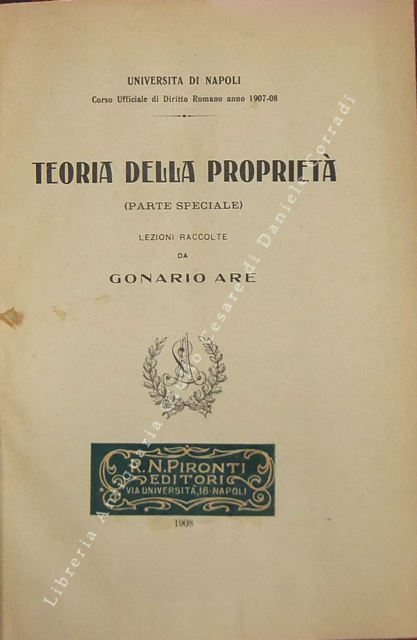 UNIVERSITA DI NAPOLI
Corso Ufficiale di Diritto Romano anno 1907-08
TEORIA DELLA PROPRIETÀ
(PARTE SPECIALE)
LEZIONI RACCOLTE
DA
GONARIO ARE
R.N.PIRONTI
EDITORI
VIA UNIVERSITÀ,18-NAPOLI
1908
Libreria Antiquaria Giulio Cesare di Daniele Corradi